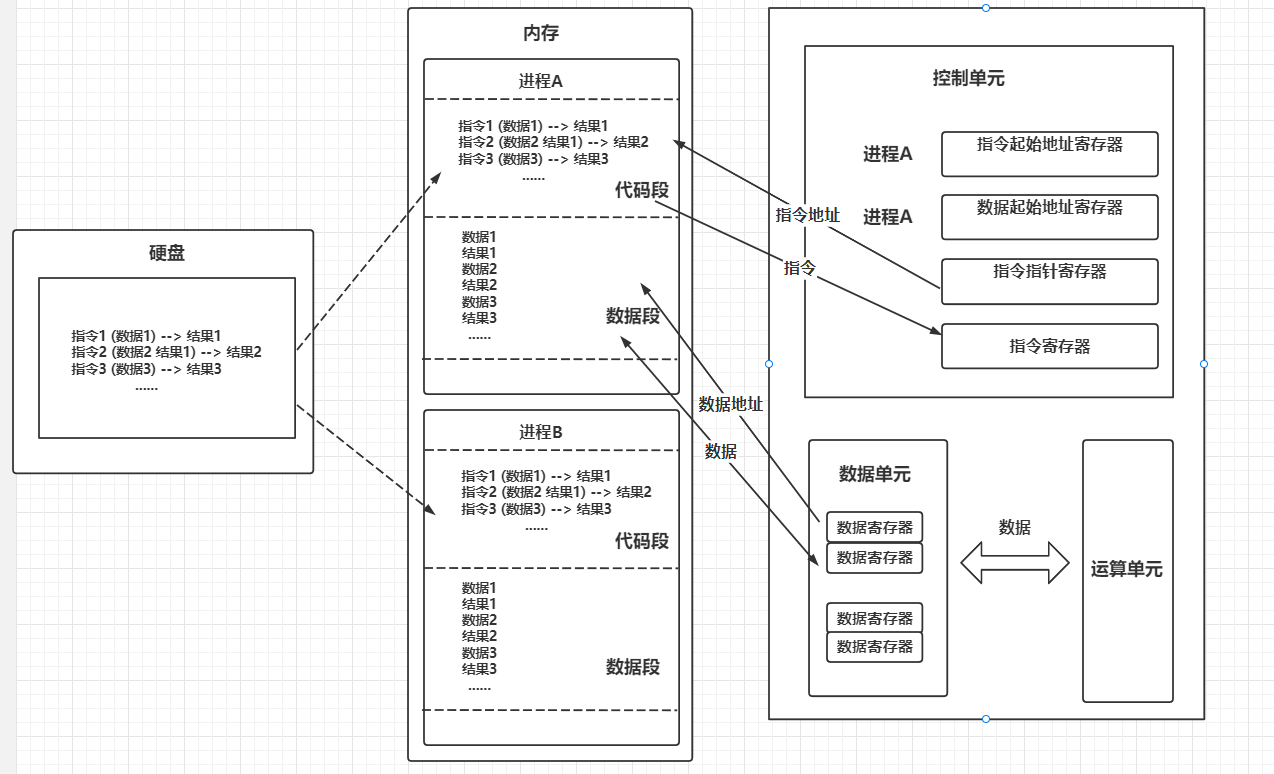 硬盘
指令1 (数据1) --> 结果1
指令2 (数据2 结果1) --> 结果2
指令3 (数据3) --> 结果3
......
内存
进程A
指令1 (数据1) --> 结果1
指令2 (数据2 结果1) --> 结果2
指令3 (数据3) --> 结果3
......
代码段
数据1
结果1
数据2
结果2
数据3
结果3
......
数据段
进程B
指令1 (数据1) --> 结果1
指令2 (数据2 结果1) --> 结果2
指令3 (数据3) --> 结果3
......
代码段
数据1
结果1
数据2
结果2
数据3
结果3
......
数据段
指令地址
指令
数据地址
数据
控制单元
进程A
指令起始地址寄存器
进程A
数据起始地址寄存器
指令指针寄存器
指令寄存器
数据单元
数据寄存器
数据寄存器
数据寄存器
数据寄存器
数据
运算单元